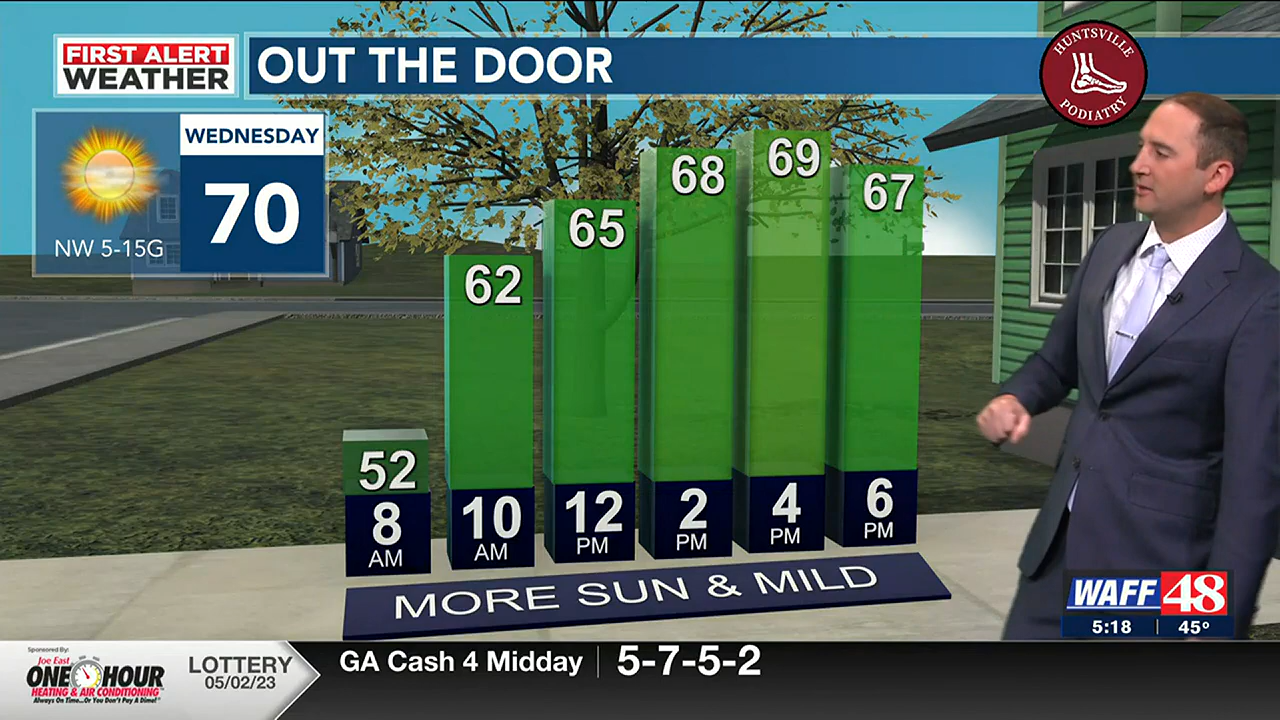 FIRST ALERT
WEATHER
OUT THE DOOR
HUNTSVILLE
PODIATRY
WEDNESDAY
70
NW 5-15G
52
62
65
68
69
67
8
AM
10
AM
12
PM
2
PM
4
PM
6
PM
MORE SUN & MILD
WAFF 48
5:18 | 45º
Sponsored By:
Joe East
ONE HOUR
HEATING & AIR CONDITIONING
Always On Time...Or You Don't Pay A Dime!
LOTTERY
05/02/23
GA Cash 4 Midday | 5-7-5-2